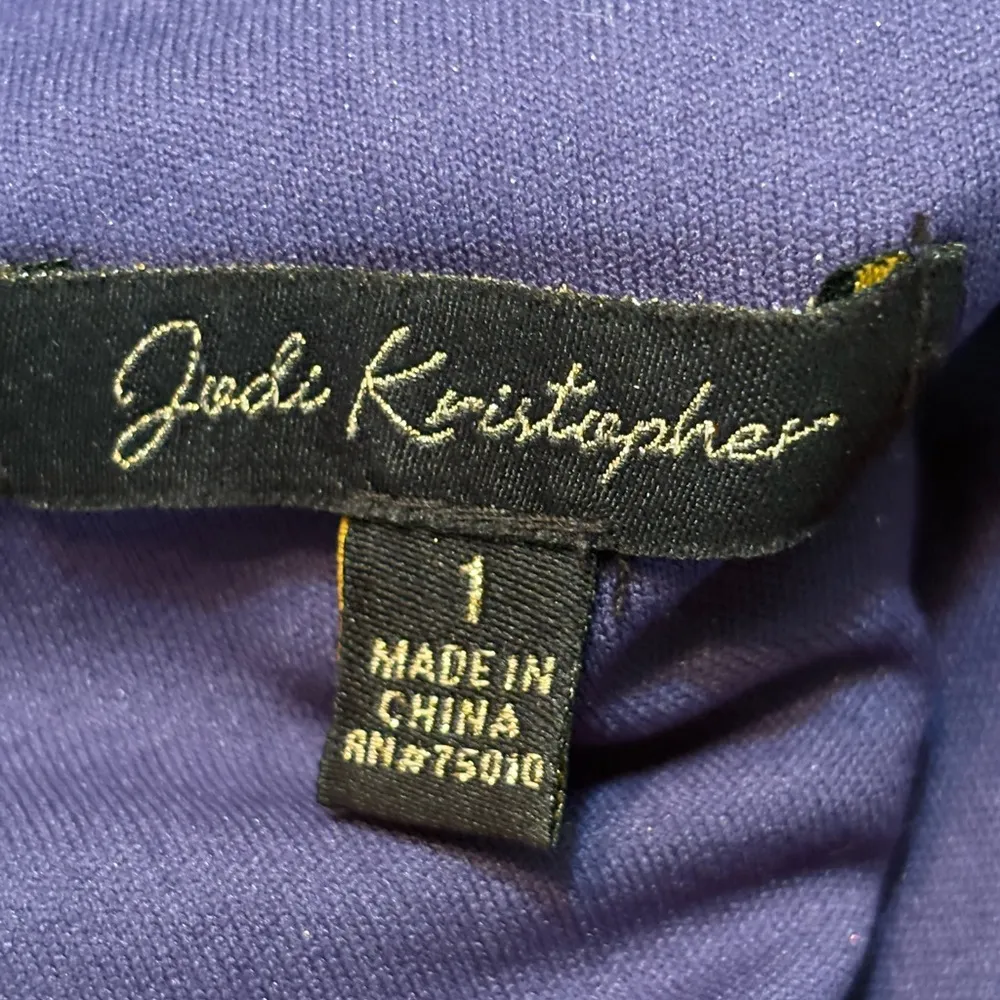 Jodi Kristopher
1
MADE IN
CHINA
RN#75010